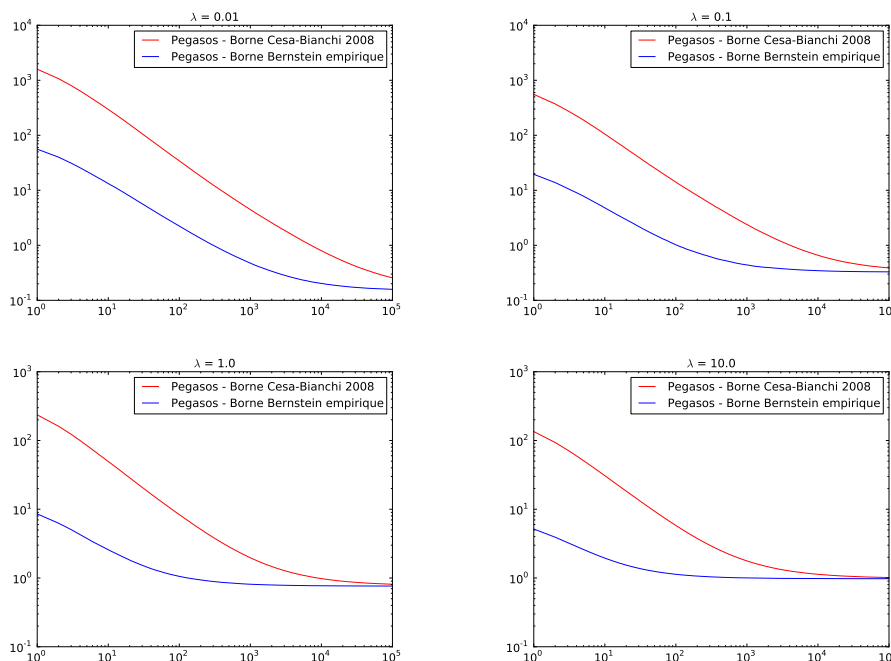 λ = 0.01
Pegasos - Borne Cesa-Bianchi 2008
Pegasos - Borne Bernstein empirique
10^4
10^3
10^2
10^1
10^0
10^-1
10^0 10^1 10^2 10^3 10^4 10^5
λ = 0.1
Pegasos - Borne Cesa-Bianchi 2008
Pegasos - Borne Bernstein empirique
10^4
10^3
10^2
10^1
10^0
10^-1
10^0 10^1 10^2 10^3 10^4 10^5
λ = 1.0
Pegasos - Borne Cesa-Bianchi 2008
Pegasos - Borne Bernstein empirique
10^3
10^2
10^1
10^0
10^-1
10^0 10^1 10^2 10^3 10^4 10^5
λ = 10.0
Pegasos - Borne Cesa-Bianchi 2008
Pegasos - Borne Bernstein empirique
10^3
10^2
10^1
10^0
10^-1
10^0 10^1 10^2 10^3 10^4